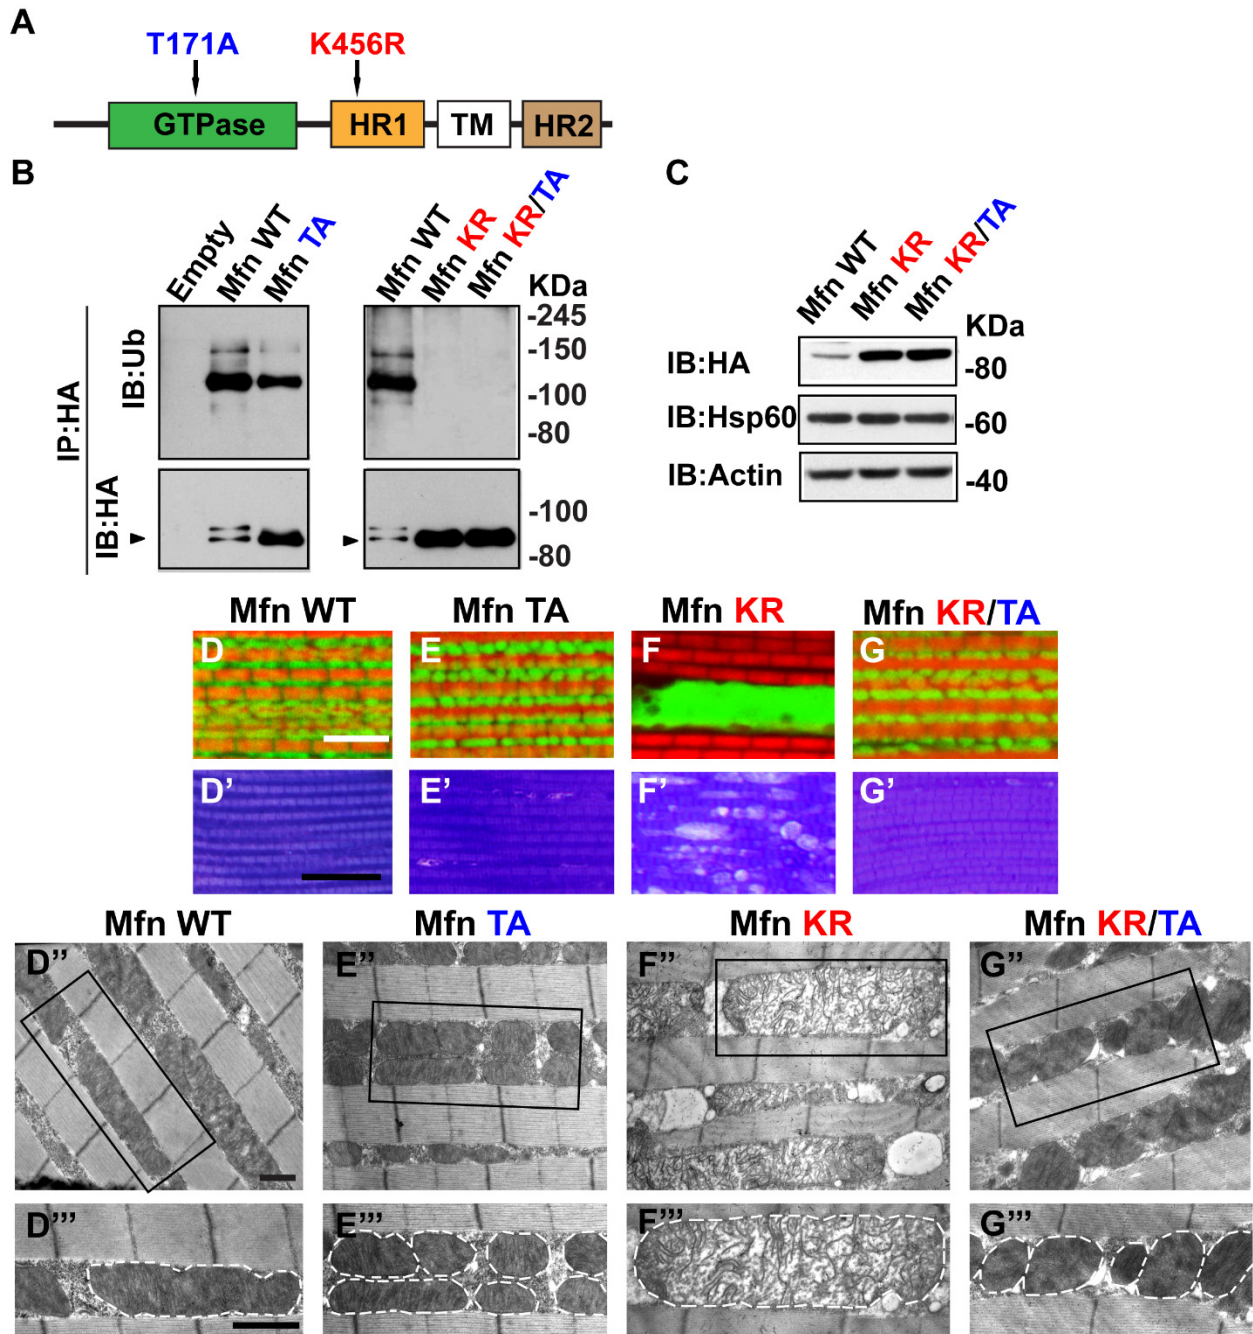 A
T171A K456R
GTPase HR1 TM HR2
B
Empty
Mfn WT
Mfn TA
Mfn WT
Mfn KR
Mfn KR/TA
KDa
IP:HA
IB:Ub
-245
-150
-100
-80
IB:HA
-100
-80
C
Mfn WT
Mfn KR
Mfn KR/TA
KDa
IB:HA
-80
IB:Hsp60
-60
IB:Actin
-40
Mfn WT Mfn TA Mfn KR Mfn KR/TA
D E F G
D' E' F' G'
Mfn WT Mfn TA Mfn KR Mfn KR/TA
D'' E'' F'' G''
D''' E''' F''' G'''